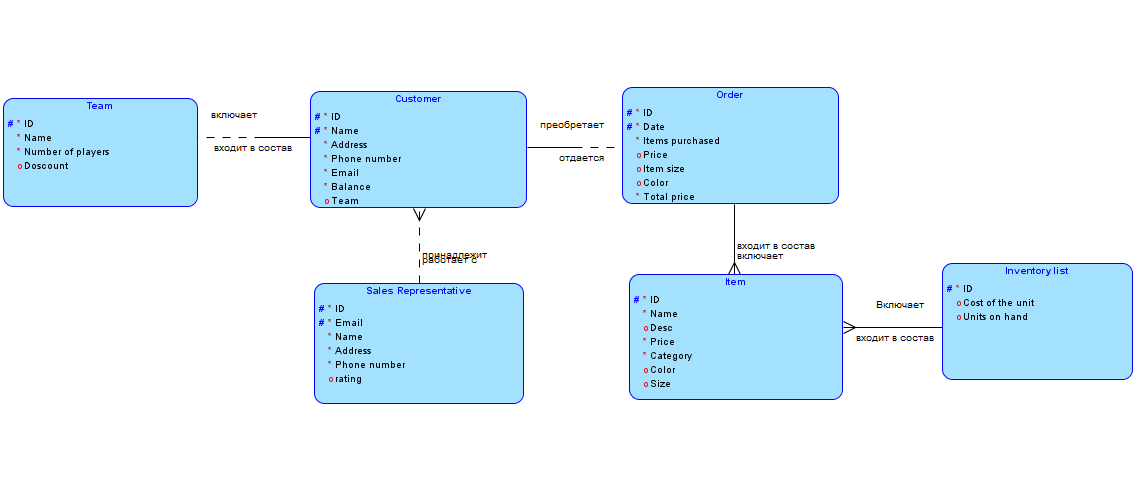 Team
# * ID
* Name
* Number of players
o Doscount
включает
входит в состав
Customer
# * ID
# * Name
* Address
* Phone number
* Email
* Balance
o Team
преобретает
отдается
Order
# * ID
# * Date
* Items purchased
o Price
o Item size
o Color
* Total price
принадлежит
работает с
Sales Representative
# * ID
# * Email
* Name
* Address
* Phone number
o rating
входит в состав
включает
Item
# * ID
* Name
o Desc
* Price
* Category
o Color
o Size
Включает
входит в состав
Inventory list
# * ID
o Cost of the unit
o Units on hand